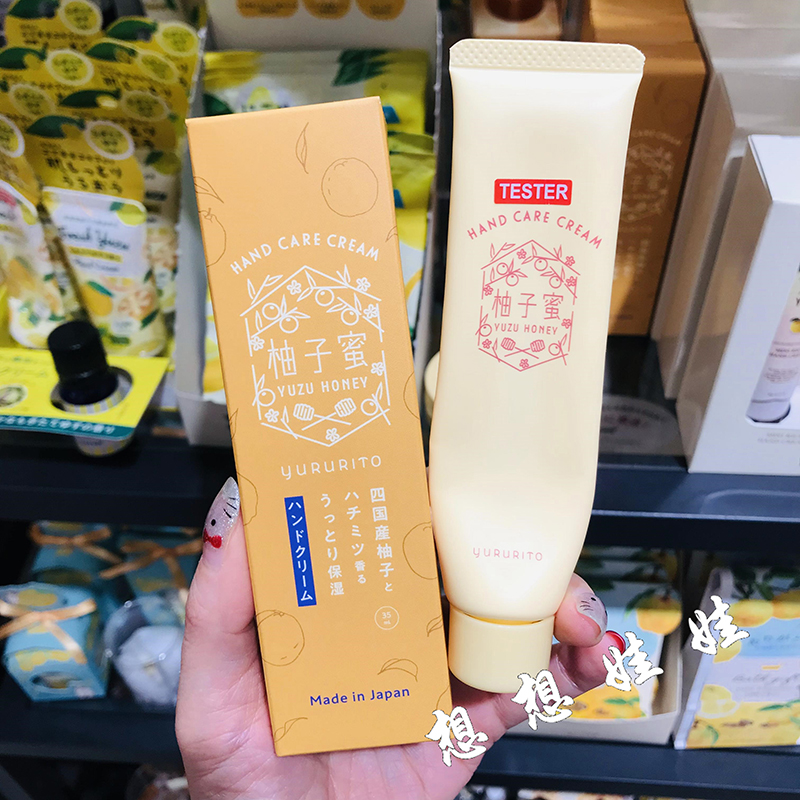 HAND CARE CREAM
柚子蜜
YUZU HONEY
YURURITO
四国産柚子と
ハチミツ香る
うっとり保湿
ハンドクリーム
Made in Japan
TESTER
HAND CARE CREAM
柚子蜜
YUZU HONEY
YURURITO
想想娃娃